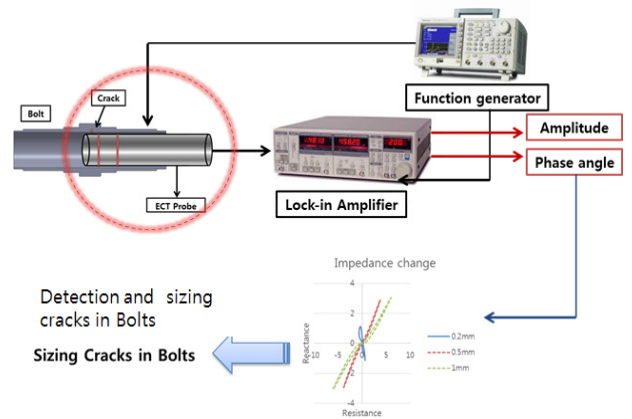 Function generator
Crack
Bolt
Amplitude
Phase angle
ECT Probe
Lock-in Amplifier
Impedance change
Detection and sizing
cracks in Bolts
Sizing Cracks in Bolts
Reactance
4
2
0
-2
-4
-10 -5 0 5 10
Resistance
0.2mm
0.5mm
1mm